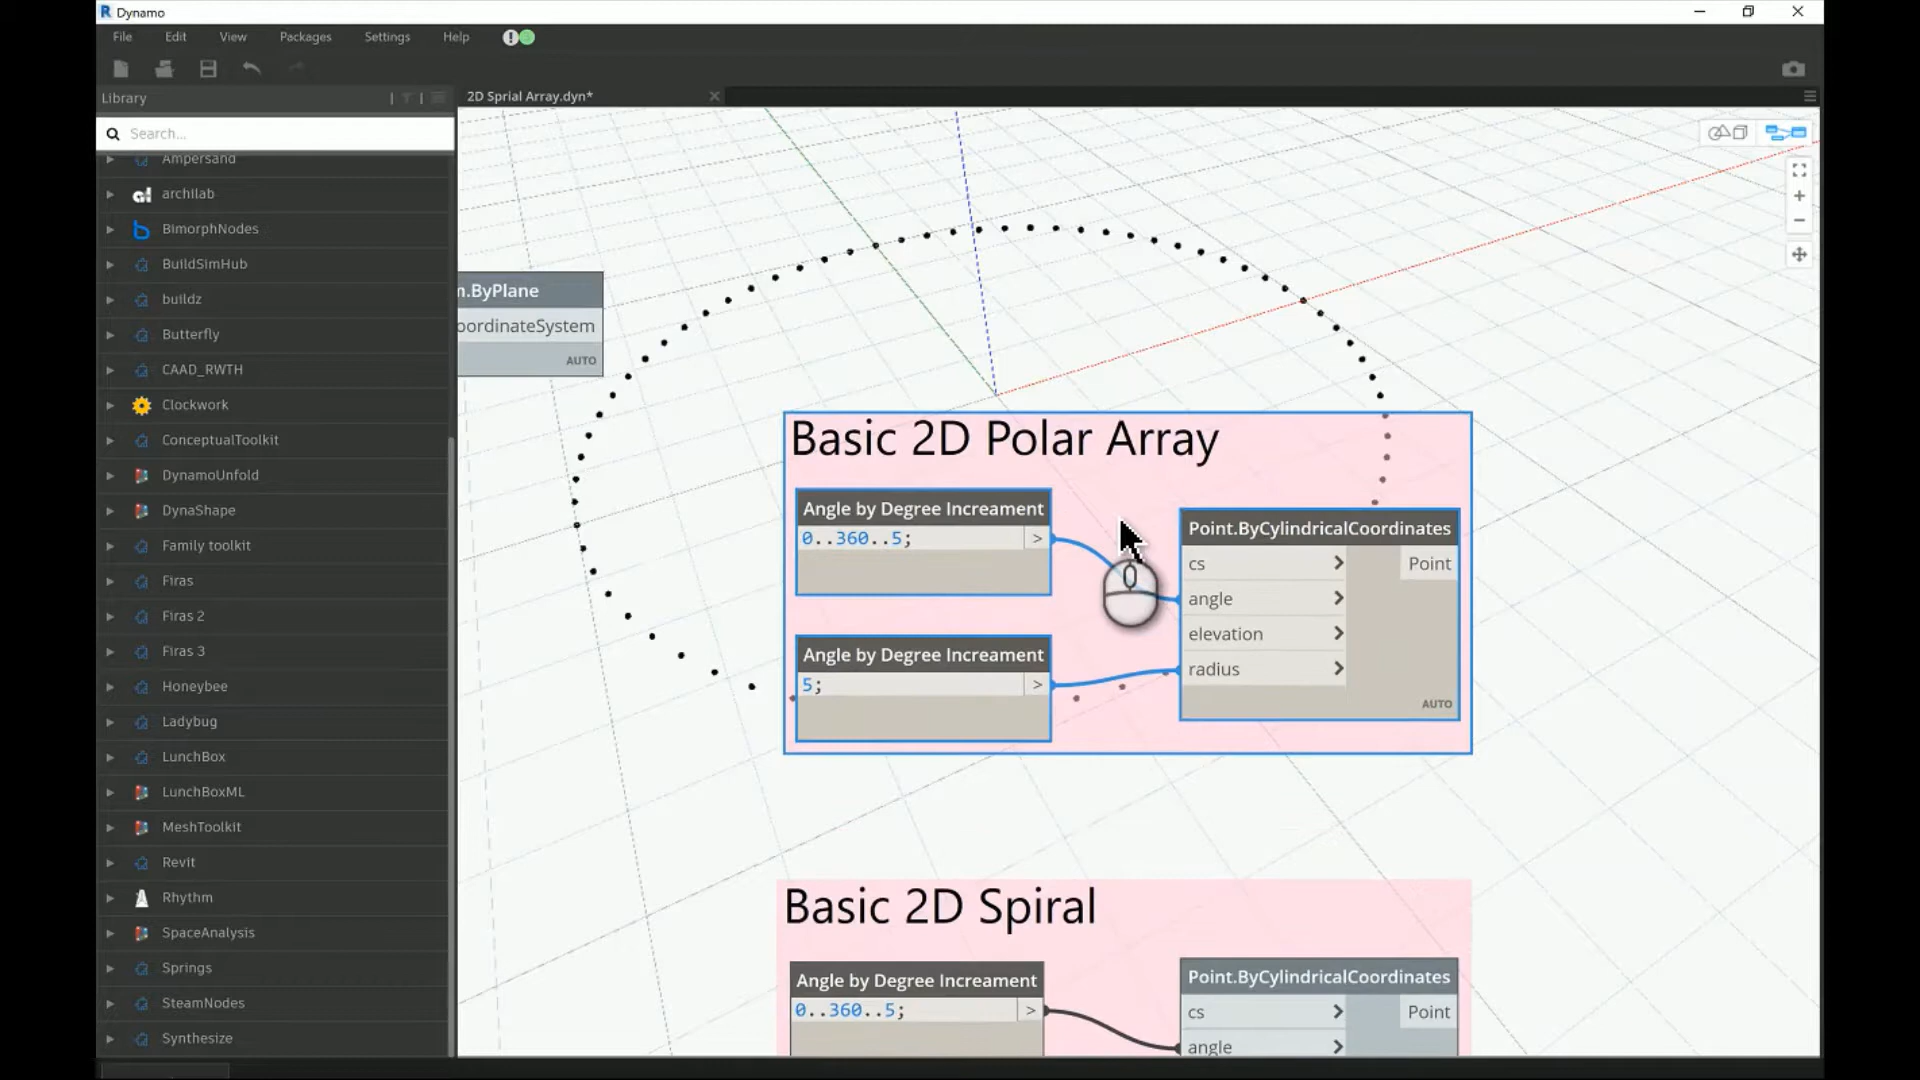 Dynamo
File Edit View Packages Settings Help
Library
2D Sprial Array.dyn*
Search...
Ampersand
archilab
BimorphNodes
BuildSimHub
buildz
Butterfly
CAAD_RWTH
Clockwork
ConceptualToolkit
DynamoUnfold
DynaShape
Family toolkit
Firas
Firas 2
Firas 3
Honeybee
Ladybug
LunchBox
LunchBoxML
MeshToolkit
Revit
Rhythm
SpaceAnalysis
Springs
SteamNodes
Synthesize
n.ByPlane
oordinateSystem
AUTO
Basic 2D Polar Array
Angle by Degree Increament
0..360..5;
>
Angle by Degree Increament
5;
>
Point.ByCylindricalCoordinates
cs > Point
angle >
elevation >
radius >
AUTO
Basic 2D Spiral
Angle by Degree Increament
0..360..5;
>
Point.ByCylindricalCoordinates
cs > Point
angle >